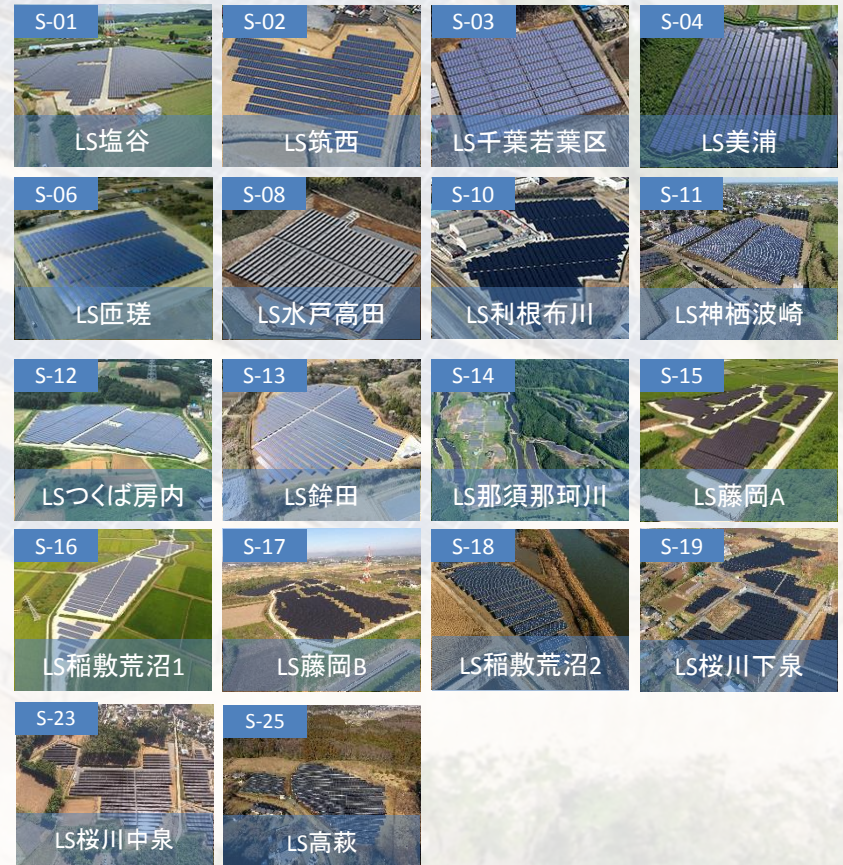 S-01
LS塩谷
S-02
LS筑西
S-03
LS千葉若葉区
S-04
LS美浦
S-06
LS匝瑳
S-08
LS水戸高田
S-10
LS利根布川
S-11
LS神栖波崎
S-12
LSつくば房内
S-13
LS鉾田
S-14
LS那須那珂川
S-15
LS藤岡A
S-16
LS稲敷荒沼1
S-17
LS藤岡B
S-18
LS稲敷荒沼2
S-19
LS桜川下泉
S-23
LS桜川中泉
S-25
LS高萩